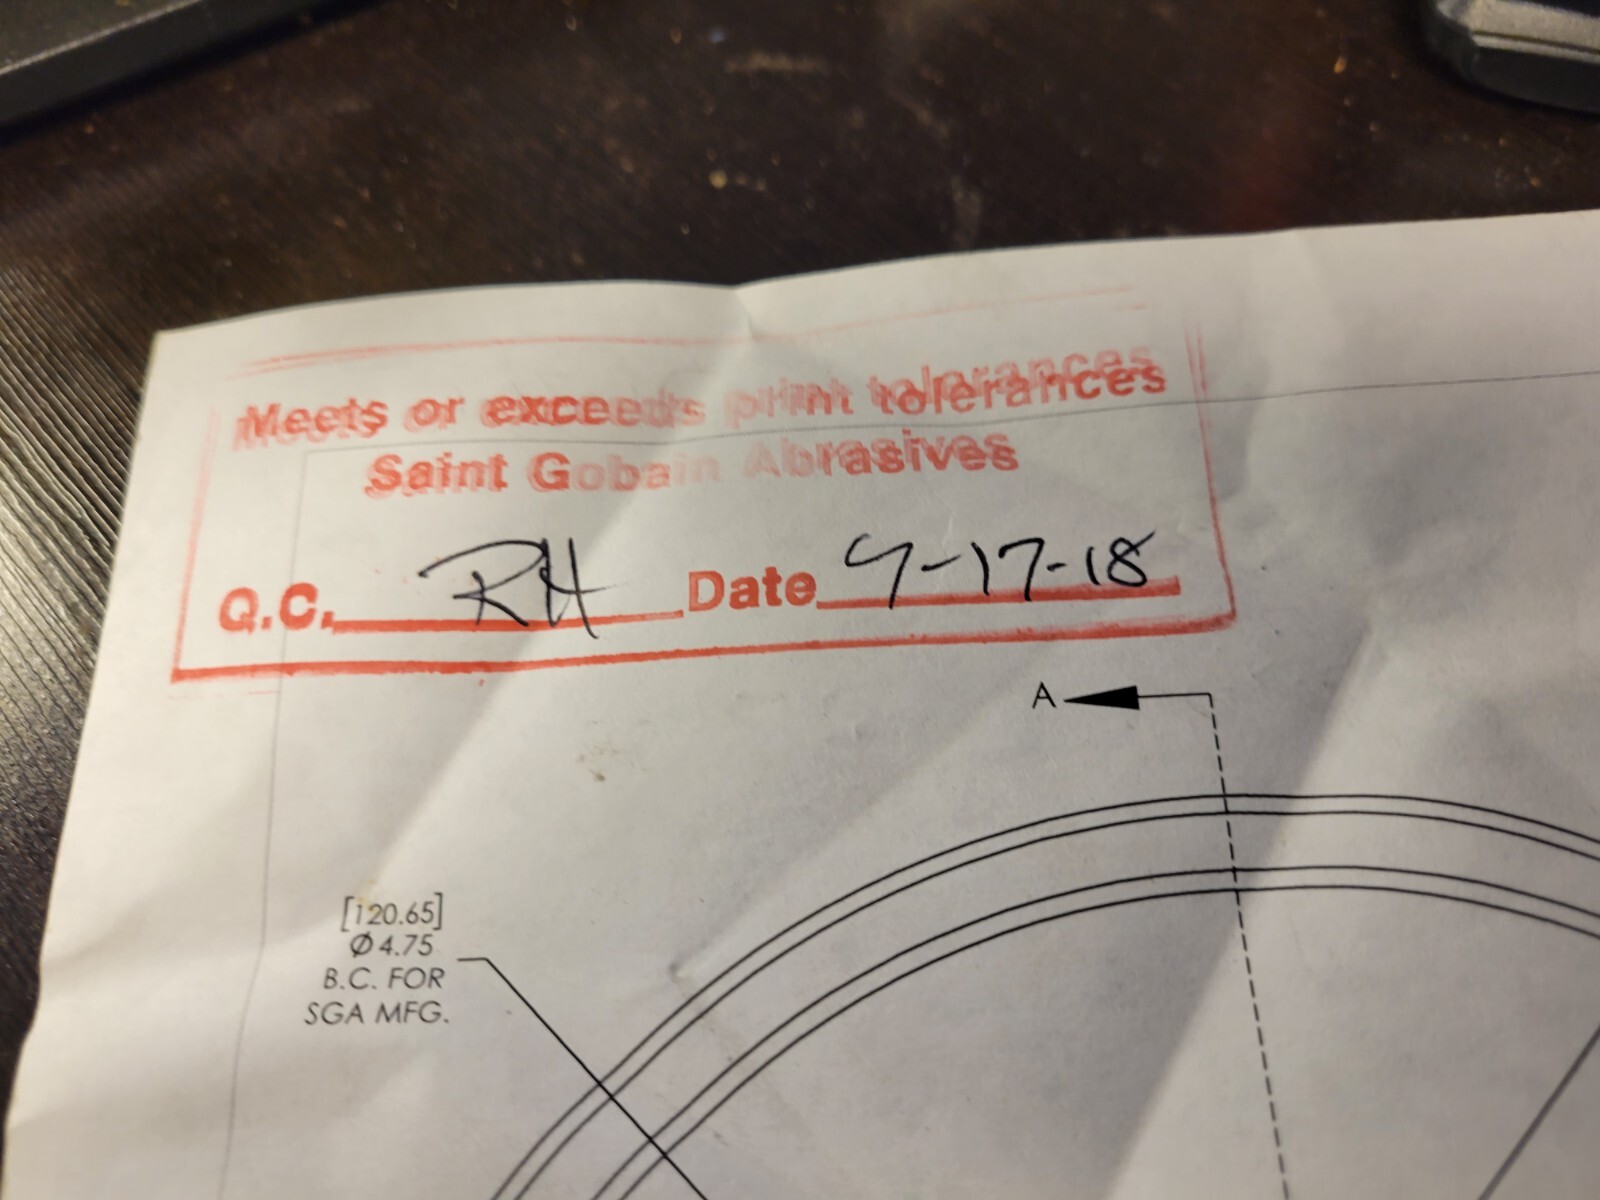 Meets or exceeds print tolerances
Saint Gobain Abrasives
Q.C. RH Date 9-17-18
A
[120.65]
Ø 4.75
B.C. FOR
SGA MFG.